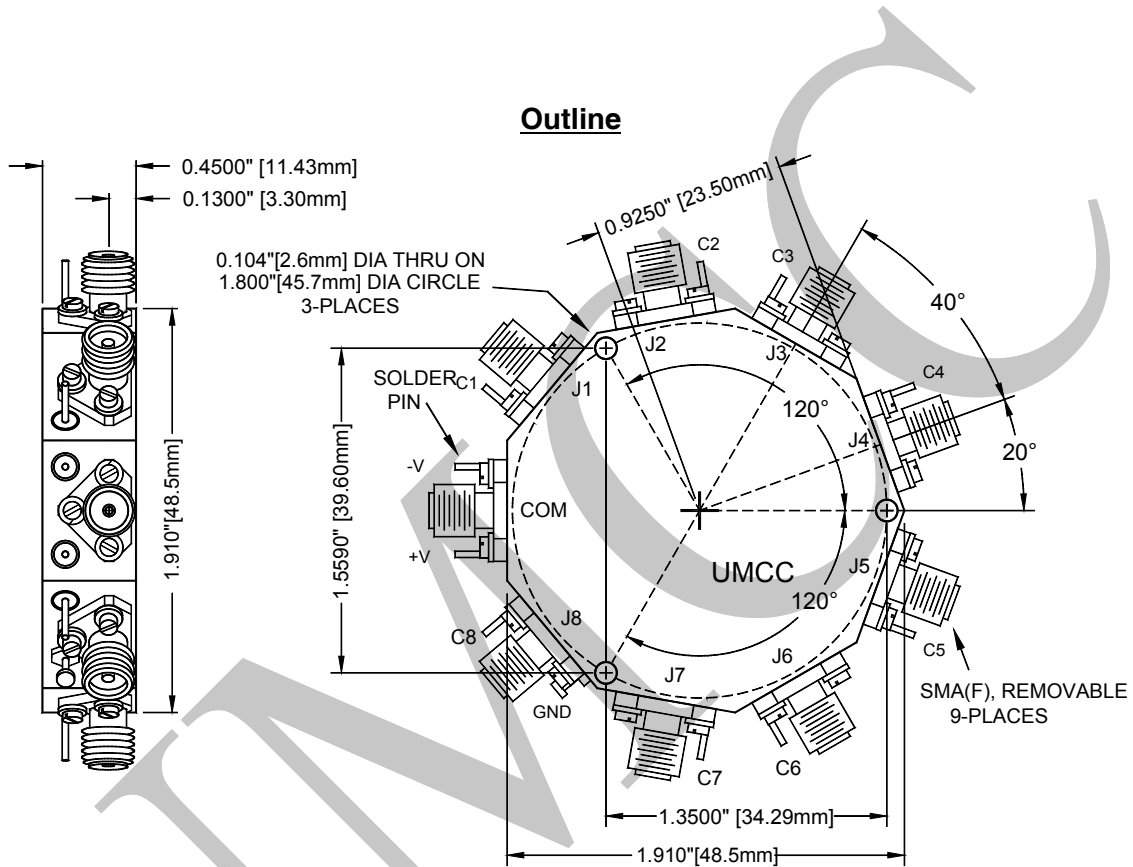 Outline
0.4500" [11.43mm]
0.1300" [3.30mm]
0.9250" [23.50mm]
0.104"[2.6mm] DIA THRU ON
1.800"[45.7mm] DIA CIRCLE
3-PLACES
C2
C3
40°
J2
J3
SOLDER
PIN
C1
J1
120°
C4
J4
20°
-V
COM
+V
1.910"[48.5mm]
1.5590" [39.60mm]
UMCC
120°
J5
J8
C8
J7
J6
C5
GND
SMA(F), REMOVABLE
9-PLACES
C7
C6
1.3500" [34.29mm]
1.910"[48.5mm]
UMCC